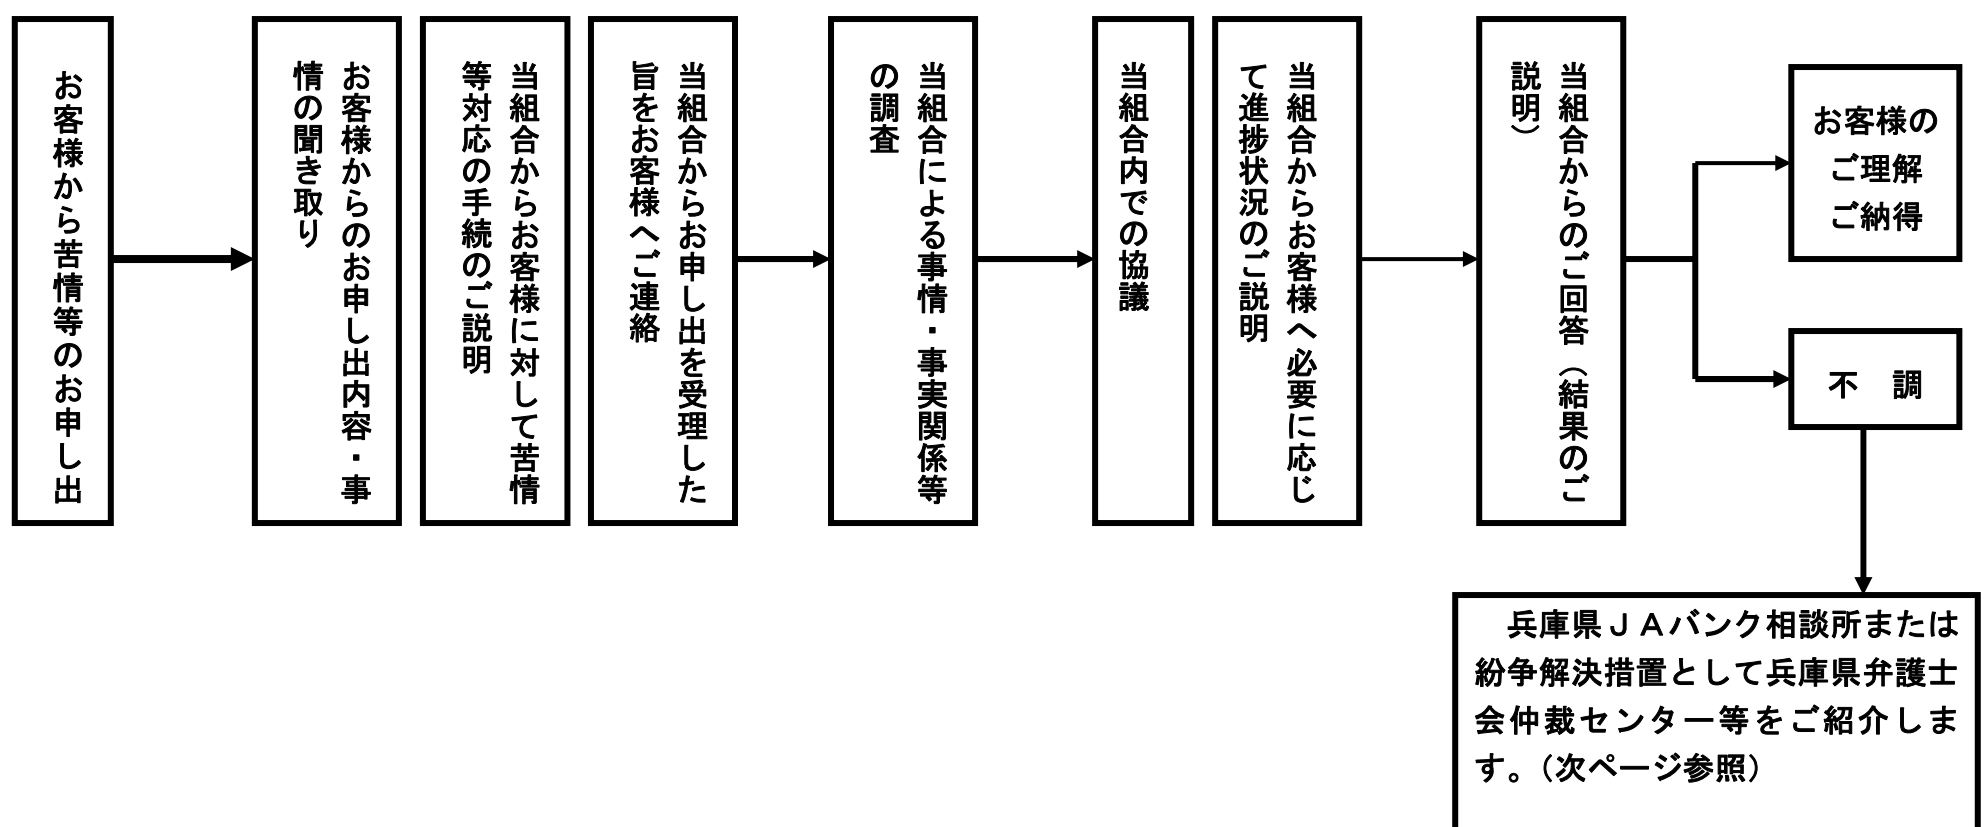 お客様から苦情等のお申し出
お客様からのお申し出内容・事
情の聞き取り
当組合からお客様に対して苦情
等対応の手続のご説明
当組合からお申し出を受理した
旨をお客様へご連絡
当組合による事情・事実関係等
の調査
当組合内での協議
当組合からお客様へ必要に応じ
て進捗状況のご説明
当組合からのご回答（結果のご
説明）
お客様の
ご理解
ご納得
不　調
兵庫県ＪＡバンク相談所または
紛争解決措置として兵庫県弁護士
会仲裁センター等をご紹介しま
す。（次ページ参照）